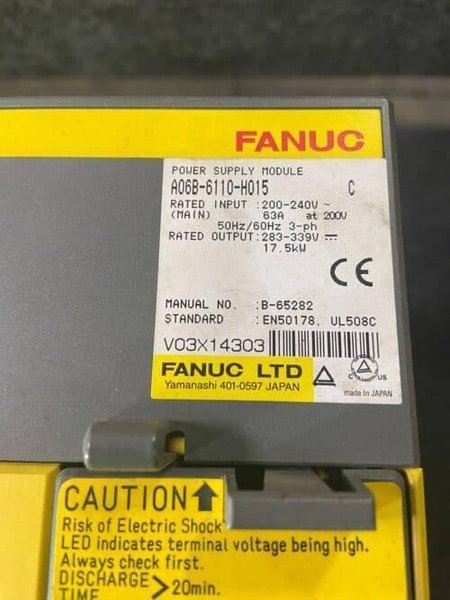 FANUC
POWER SUPPLY MODULE
A06B-6110-H015 C
RATED INPUT :200-240V ~
(MAIN) 63A at 200V
50Hz/60Hz 3-ph
RATED OUTPUT:283-339V ⎓
17.5kW
CE
MANUAL NO. :B-65282
STANDARD :EN50178, UL508C
V03X14303
FANUC LTD
Yamanashi 401-0597 JAPAN
C US
made in JAPAN
CAUTION
Risk of Electric Shock
LED indicates terminal voltage being high.
Always check first.
DISCHARGE > 20min.
TIME